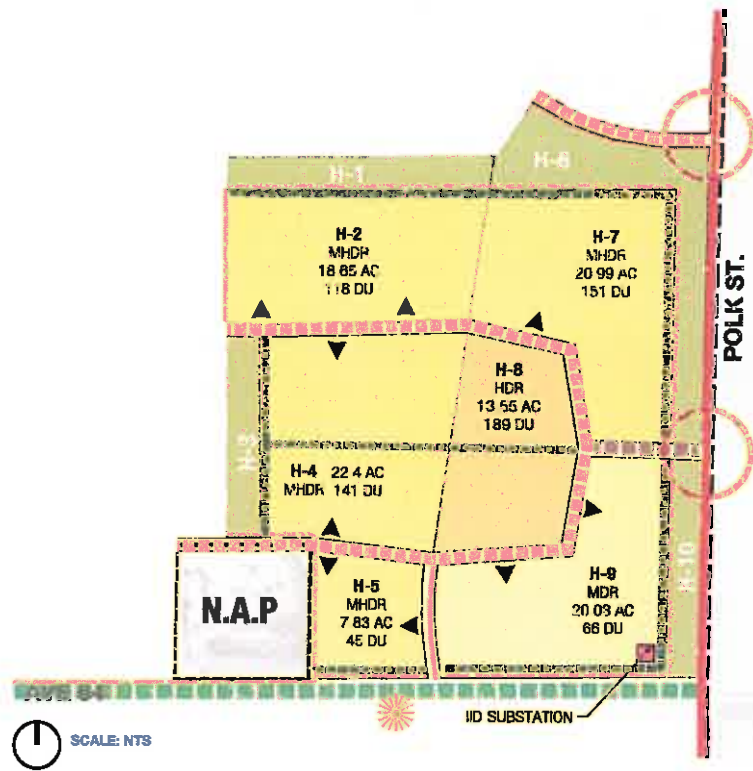 H-1
H-6
H-2
MHDR
18 65 AC
118 DU
H-7
MHDR
20 99 AC
151 DU
POLK ST.
H-8
HDR
13 55 AC
189 DU
H-3
H-4 22 4 AC
MHDR 141 DU
H-10
N.A.P
H-5
MHDR
7 83 AC
45 DU
H-9
MDR
20 03 AC
66 DU
IID SUBSTATION
SCALE: NTS